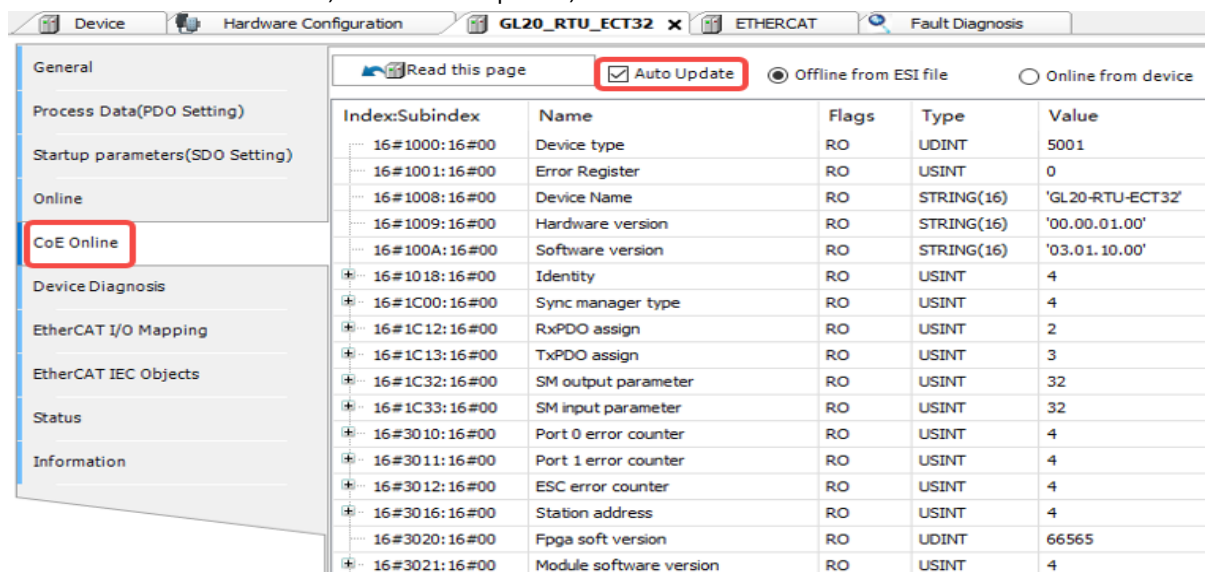 Device Hardware Configuration GL20_RTU_ECT32 ETHERCAT Fault Diagnosis
General
Process Data(PDO Setting)
Startup parameters(SDO Setting)
Online
CoE Online
Device Diagnosis
EtherCAT I/O Mapping
EtherCAT IEC Objects
Status
Information
Read this page Auto Update Offline from ESI file Online from device
Index:Subindex Name Flags Type Value
16#1000:16#00 Device type RO UDINT 5001
16#1001:16#00 Error Register RO USINT 0
16#1008:16#00 Device Name RO STRING(16) 'GL20-RTU-ECT32'
16#1009:16#00 Hardware version RO STRING(16) '00.00.01.00'
16#100A:16#00 Software version RO STRING(16) '03.01.10.00'
16#1018:16#00 Identity RO USINT 4
16#1C00:16#00 Sync manager type RO USINT 4
16#1C12:16#00 RxPDO assign RO USINT 2
16#1C13:16#00 TxPDO assign RO USINT 3
16#1C32:16#00 SM output parameter RO USINT 32
16#1C33:16#00 SM input parameter RO USINT 32
16#3010:16#00 Port 0 error counter RO USINT 4
16#3011:16#00 Port 1 error counter RO USINT 4
16#3012:16#00 ESC error counter RO USINT 4
16#3016:16#00 Station address RO USINT 4
16#3020:16#00 Fpga soft version RO UDINT 66565
16#3021:16#00 Module software version RO USINT 4